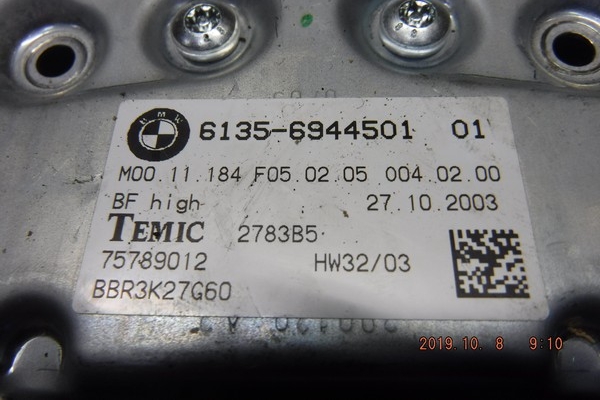 BMW 6135-6944501 01
M00.11.184 F05.02.05 004.02.00
BF high 27.10.2003
TEMIC 2783B5
75789012 HW32/03
BBR3K27G60
2019.10.8 9:10